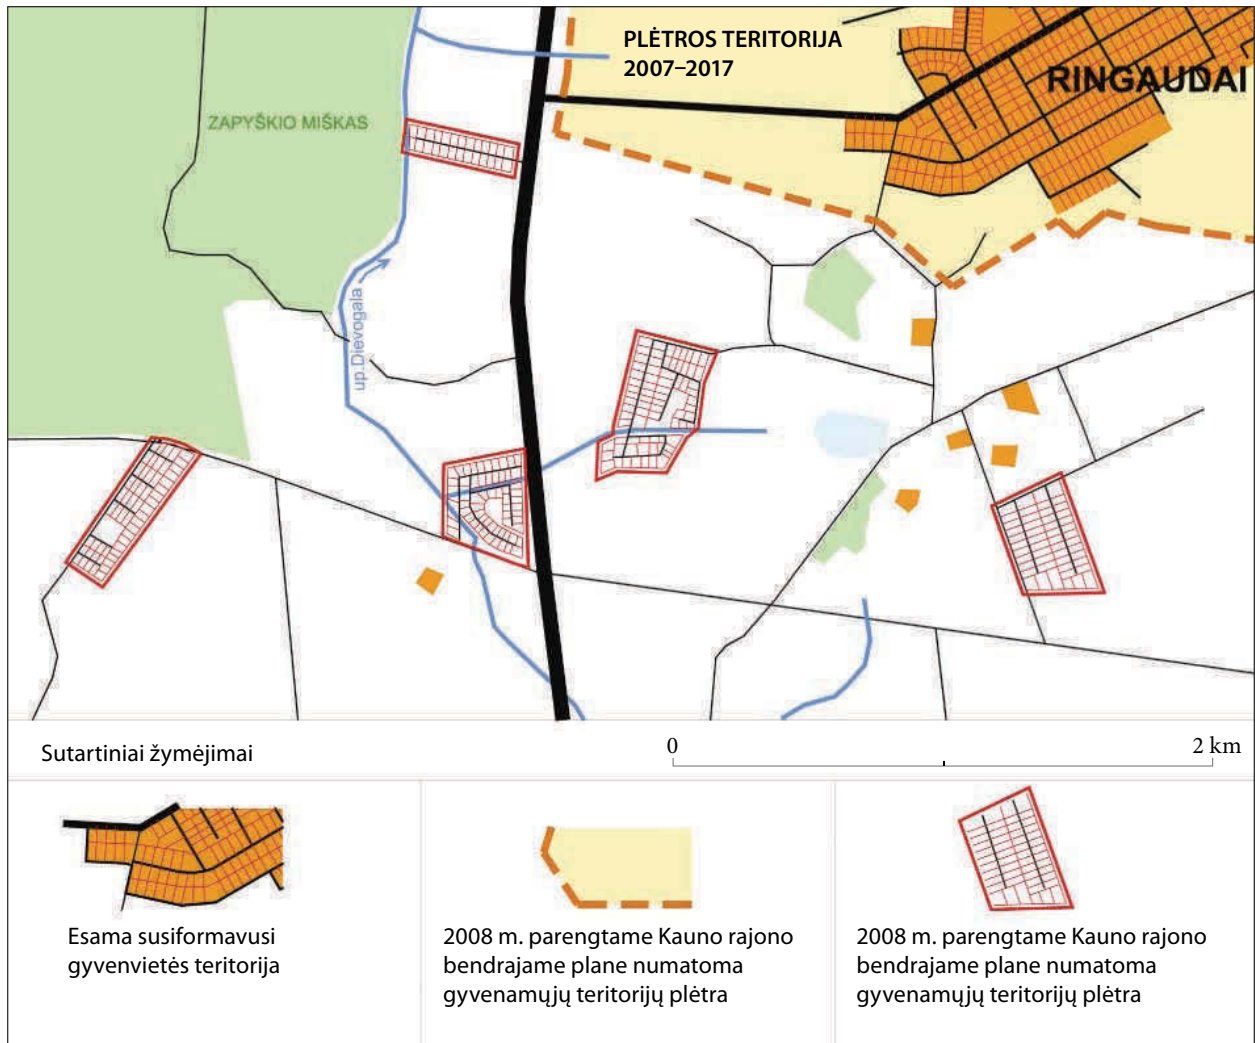 PLĖTROS TERITORIJA
2007–2017
RINGAUDAI
ZAPYŠKIO MIŠKAS
up.Dievogala
Sutartiniai žymėjimai
0
2 km
Esama susiformavusi
gyvenvietės teritorija
2008 m. parengtame Kauno rajono
bendrajame plane numatoma
gyvenamųjų teritorijų plėtra
2008 m. parengtame Kauno rajono
bendrajame plane numatoma
gyvenamųjų teritorijų plėtra